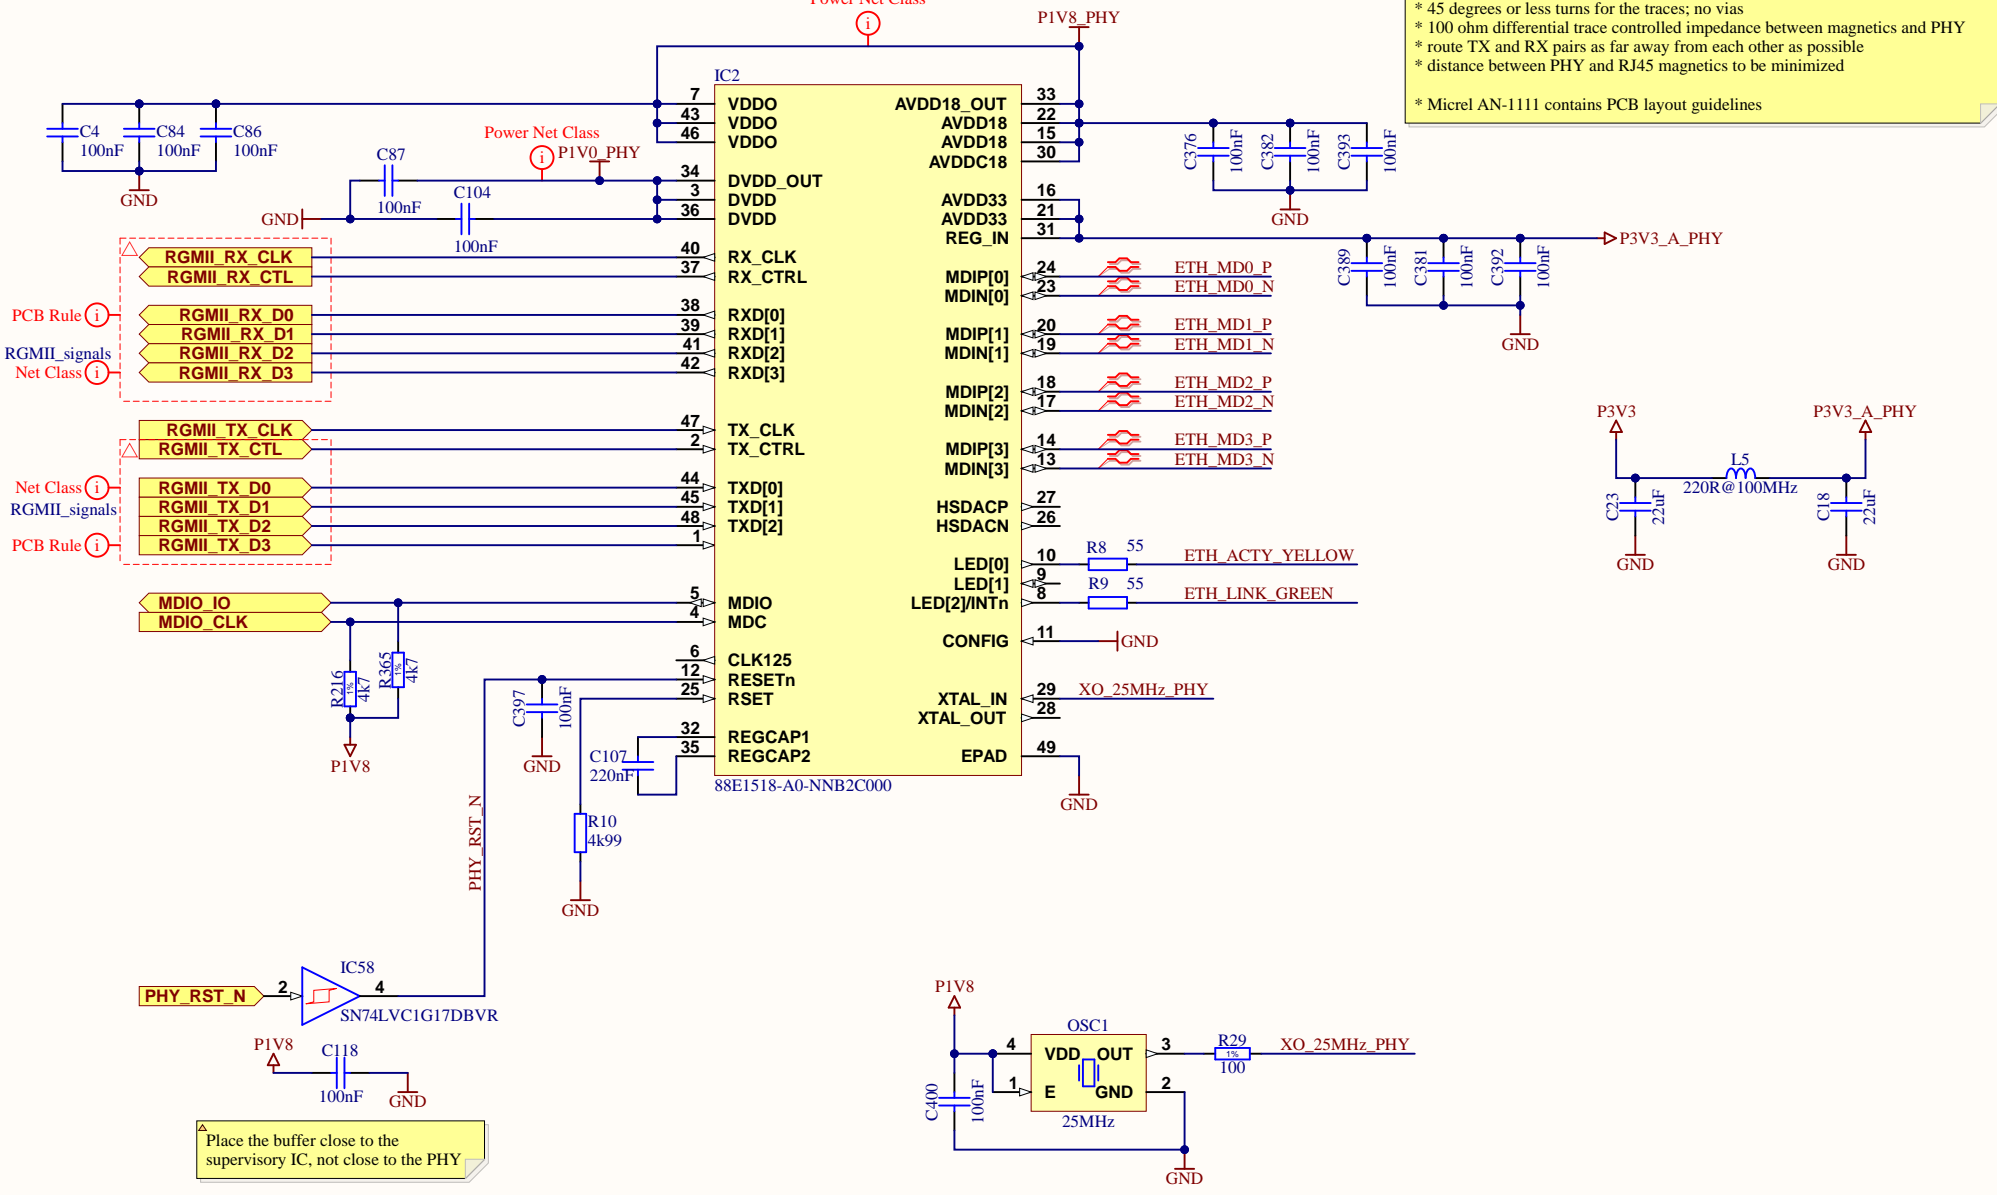 Power Net Class
P1V8_PHY
* 45 degrees or less turns for the traces; no vias
* 100 ohm differential trace controlled impedance between magnetics and PHY
* route TX and RX pairs as far away from each other as possible
* distance between PHY and RJ45 magnetics to be minimized
* Micrel AN-1111 contains PCB layout guidelines
IC2
7 VDDO
43 VDDO
46 VDDO
34 DVDD_OUT
3 DVDD
36 DVDD
40 RX_CLK
37 RX_CTRL
38 RXD[0]
39 RXD[1]
41 RXD[2]
42 RXD[3]
47 TX_CLK
2 TX_CTRL
44 TXD[0]
45 TXD[1]
48 TXD[2]
1
5 MDIO
4 MDC
6 CLK125
12 RESETn
25 RSET
32 REGCAP1
35 REGCAP2
AVDD18_OUT 33
AVDD18 22
AVDD18 15
AVDDC18 30
AVDD33 16
AVDD33 21
REG_IN 31
MDIP[0] 24 ETH_MD0_P
MDIN[0] 23 ETH_MD0_N
MDIP[1] 20 ETH_MD1_P
MDIN[1] 19 ETH_MD1_N
MDIP[2] 18 ETH_MD2_P
MDIN[2] 17 ETH_MD2_N
MDIP[3] 14 ETH_MD3_P
MDIN[3] 13 ETH_MD3_N
HSDACP 27
HSDACN 26
LED[0] 10 R8 55 ETH_ACTY_YELLOW
LED[1] 9
LED[2]/INTn 8 R9 55 ETH_LINK_GREEN
CONFIG 11 GND
XTAL_IN 29 XO_25MHz_PHY
XTAL_OUT 28
EPAD 49
GND
88E1518-A0-NNB2C000
C4 100nF
C84 100nF
C86 100nF
GND
Power Net Class
i
i
P1V0_PHY
C87 100nF
C104 100nF
GND
RGMII_RX_CLK
RGMII_RX_CTL
RGMII_RX_D0
RGMII_RX_D1
RGMII_RX_D2
RGMII_RX_D3
PCB Rule i
RGMII_signals
Net Class i
RGMII_TX_CLK
RGMII_TX_CTL
RGMII_TX_D0
RGMII_TX_D1
RGMII_TX_D2
RGMII_TX_D3
Net Class i
RGMII_signals
PCB Rule i
MDIO_IO
MDIO_CLK
R216 1% 4k7
R365 1% 4k7
P1V8
C397 100nF
GND
C107
220nF
R10
4k99
GND
PHY_RST_N
C376 100nF
C382 100nF
C393 100nF
GND
P3V3_A_PHY
C389 100nF
C381 100nF
C392 100nF
GND
P3V3
P3V3_A_PHY
L5
220R@100MHz
C23 22uF
C18 22uF
GND
GND
PHY_RST_N 2 4
IC58
SN74LVC1G17DBVR
P1V8
C118
100nF
GND
Place the buffer close to the
supervisory IC, not close to the PHY
P1V8
OSC1
4 VDD OUT 3
1 E GND 2
25MHz
C400 100nF
R29
1%
100
XO_25MHz_PHY
GND